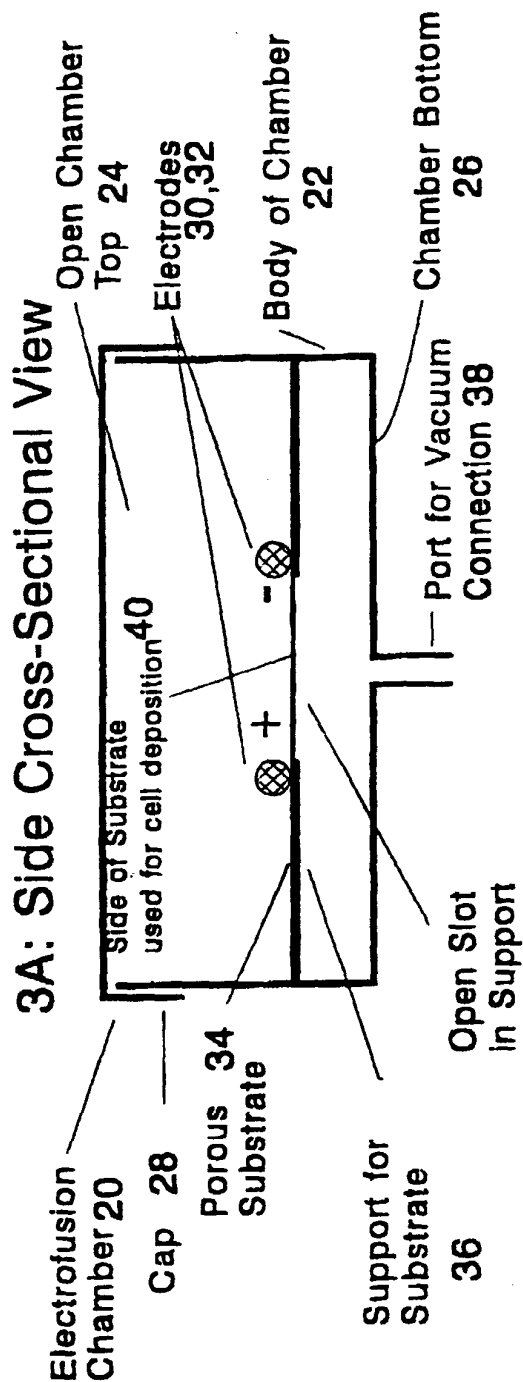 3A: Side Cross-Sectional View
Electrofusion
Chamber 20
Cap 28
Porous 34
Substrate
Support for
Substrate
36
Side of Substrate
used for cell deposition 40
+
-
Open Chamber
Top 24
Electrodes
30,32
Body of Chamber
22
Chamber Bottom
26
Port for Vacuum
Connection 38
Open Slot
in Support